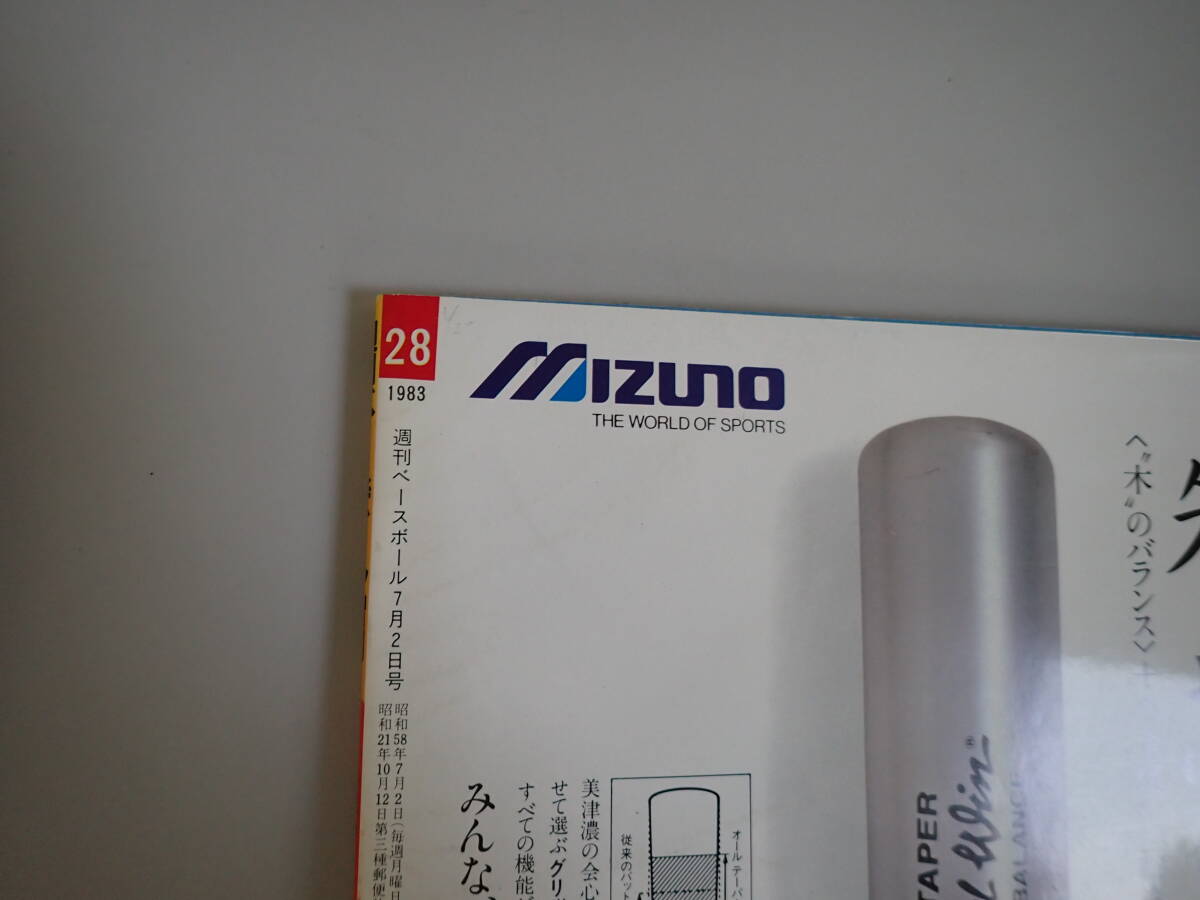 28
1983
週刊ベースボール7月2日号
昭和58年7月2日(毎週月曜日
昭和21年10月12日第三種郵便
MIZUNO
THE WORLD OF SPORTS
〈"木"のバランス〉
美津濃の会心
せて選ぶグリ
すべての機能
みんな、
オールテーパ
従来のバット
TAPER
Win®
BALANCE